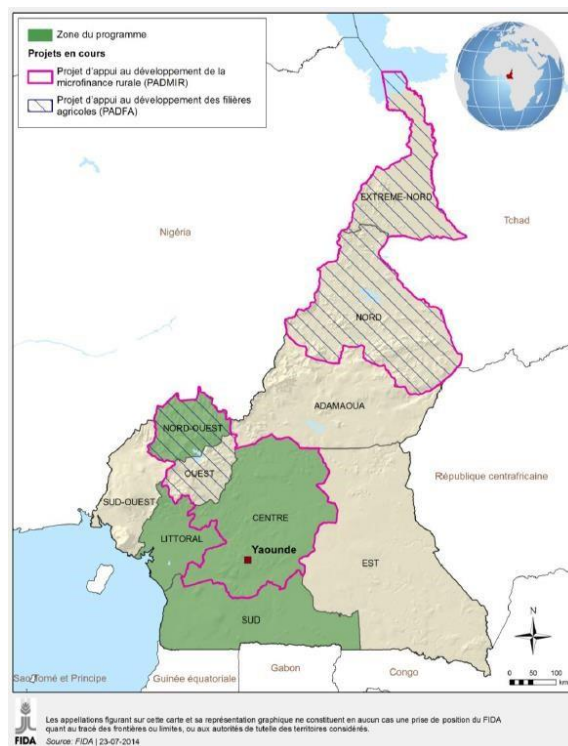 Zone du programme
Projets en cours
Projet d'appui au développement de la
microfinance rurale (PADMIR)
Projet d'appui au développement des filières
agricoles (PADFA)
EXTREME-NORD
Nigéria
Tchad
NORD
ADAMAOUA
NORD-OUEST
OUEST
République centrafricaine
SUD-OUEST
CENTRE
LITTORAL
Yaounde
EST
SUD
N
Sao Tomé et Principe
Guinée équatoriale
Gabon
Congo
0 50 100
km
Les appellations figurant sur cette carte et sa représentation graphique ne constituent en aucun cas une prise de position du FIDA
quant au tracé des frontières ou limites, ou aux autorités de tutelle des territoires considérés.
FIDA
Source: FIDA | 23-07-2014